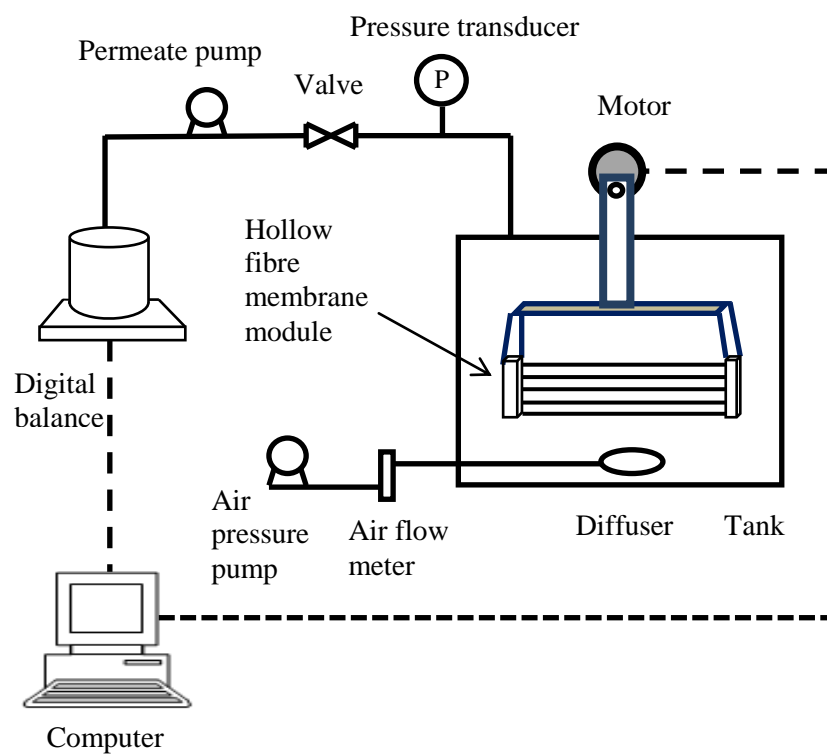 Pressure transducer
Permeate pump
Valve
P
Motor
Hollow
fibre
membrane
module
Digital
balance
Air
pressure
pump
Air flow
meter
Diffuser
Tank
Computer